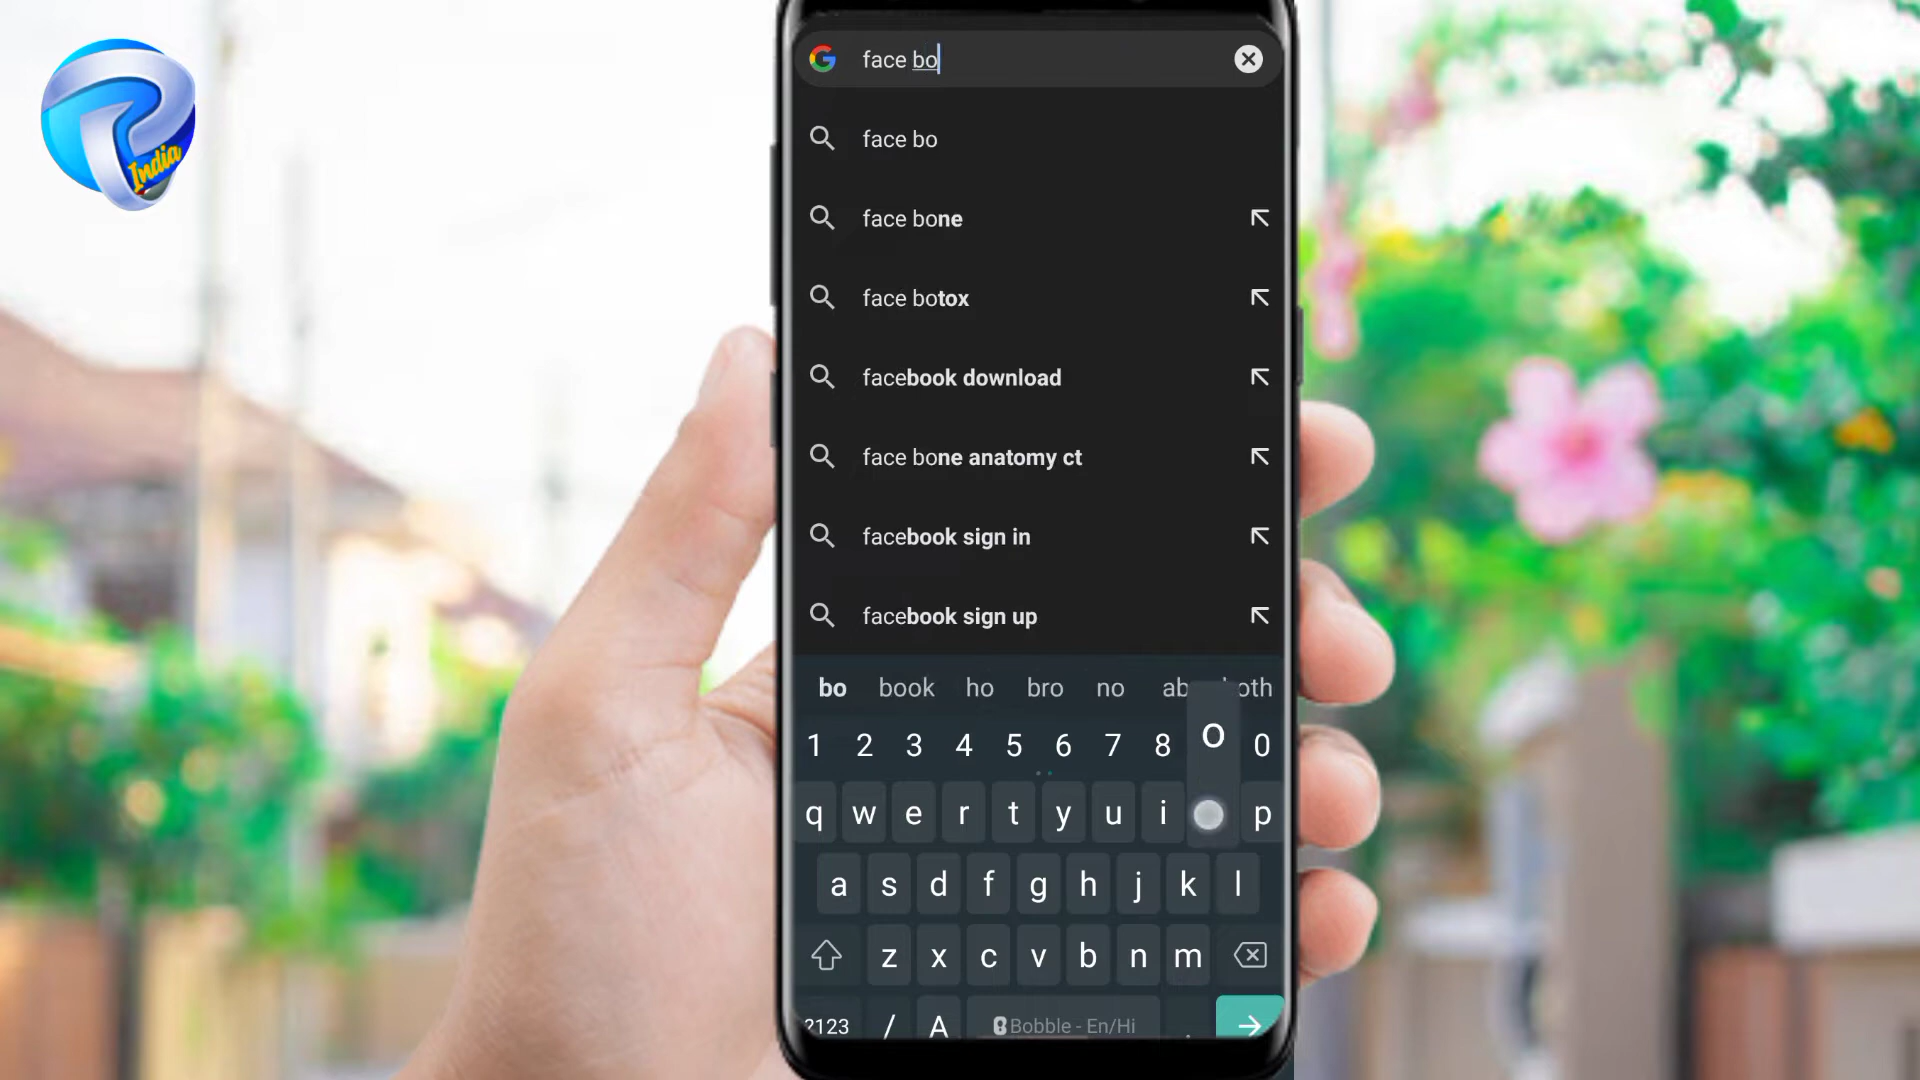 India
face bo
face bo
face bone
face botox
facebook download
face bone anatomy ct
facebook sign in
facebook sign up
bo book ho bro no ab oth
1 2 3 4 5 6 7 8 o 0
q w e r t y u i p
a s d f g h j k l
z x c v b n m
?123 / A Bobble - En/Hi .